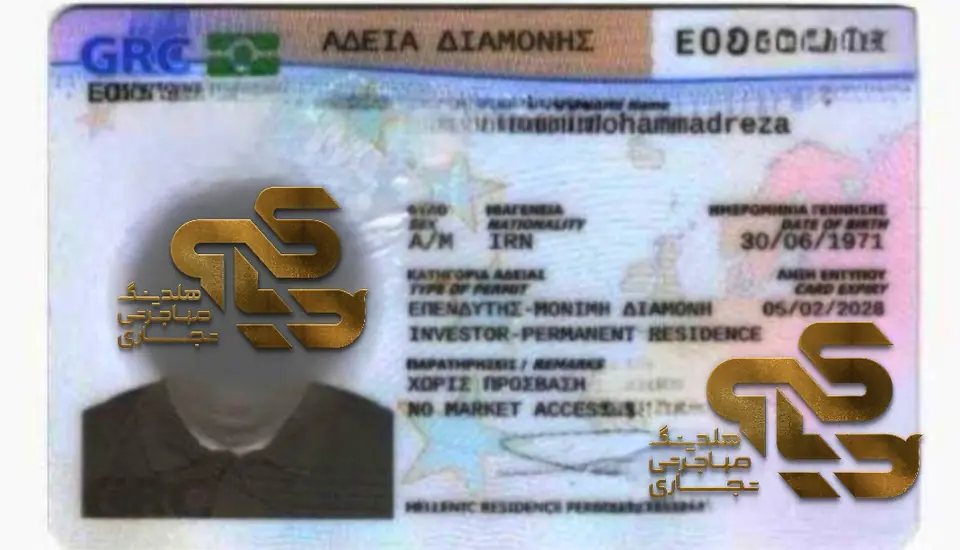 GRC
ΑΔΕΙΑ ΔΙΑΜΟΝΗΣ
Mohammadreza
ΦΥΛΟ ΙΘΑΓΕΝΕΙΑ ΗΜΕΡΟΜΗΝΙΑ ΓΕΝΝΗΣΗΣ
SEX NATIONALITY DATE OF BIRTH
A/M IRN 30/06/1971
ΚΑΤΗΓΟΡΙΑ ΑΔΕΙΑΣ ΛΗΞΗ ΕΝΤΥΠΟΥ
TYPE OF PERMIT CARD EXPIRY
ΕΠΕΝΔΥΤΗΣ-ΜΟΝΙΜΗ ΔΙΑΜΟΝΗ 05/02/2028
INVESTOR-PERMANENT RESIDENCE
ΠΑΡΑΤΗΡΗΣΕΙΣ / REMARKS
ΧΩΡΙΣ ΠΡΟΣΒΑΣΗ
NO MARKET ACCESS
HELLENIC RESIDENCE
هلدینگ
مهاجرتی
تجاری
هلدینگ
مهاجرتی
تجاری